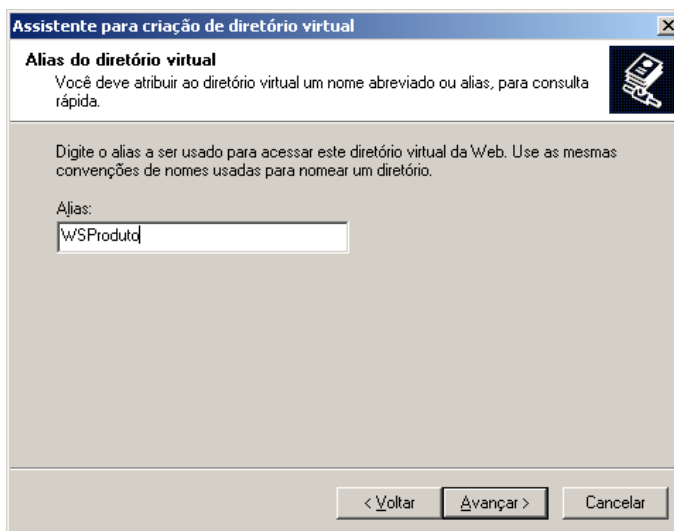 Assistente para criação de diretório virtual
Alias do diretório virtual
Você deve atribuir ao diretório virtual um nome abreviado ou alias, para consulta
rápida.
Digite o alias a ser usado para acessar este diretório virtual da Web. Use as mesmas
convenções de nomes usadas para nomear um diretório.
Alias:
WSProduto
< Voltar Avançar > Cancelar